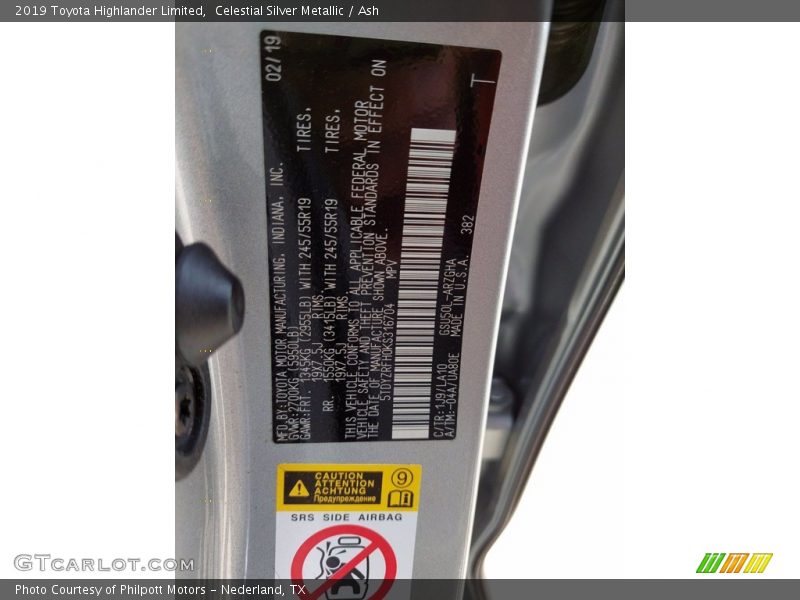 2019 Toyota Highlander Limited,  Celestial Silver Metallic / Ash
02/19
MFD.BY:TOYOTA MOTOR MANUFACTURING, INDIANA, INC.
GVWR:2700KG(5950LB)
GAWR:FRT. 1345KG (2955LB) WITH 245/55R19 TIRES,
19X7.5J RIMS.
RR. 1550KG (3415LB) WITH 245/55R19 TIRES,
19X7.5J RIMS.
THIS VEHICLE CONFORMS TO ALL APPLICABLE FEDERAL MOTOR
VEHICLE SAFETY AND THEFT PREVENTION STANDARDS IN EFFECT ON
THE DATE OF MANUFACTURE SHOWN ABOVE.
5TDYZRFH0KS316704 MPV
T
C/TR:1J9/LA10 GSU50L-ARZGHA
A/TR:-04A/UA80E MADE IN U.S.A. 382
CAUTION
ATTENTION
ACHTUNG
Предупреждение
9
SRS SIDE AIRBAG
GTCARLOT.COM
Photo Courtesy of Philpott Motors - Nederland, TX